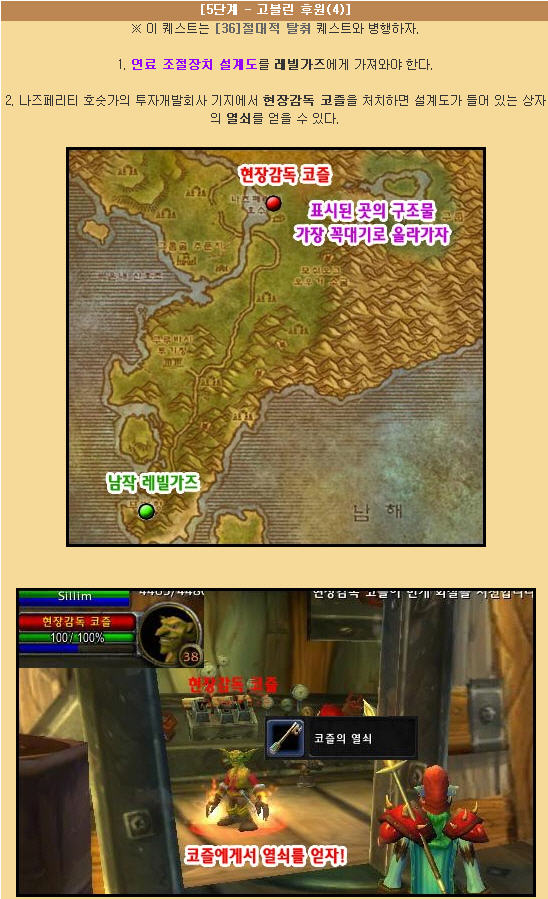 [5단계 - 고블린 후원(4)]
※ 이 퀘스트는 [36]절대적 탈취 퀘스트와 병행하자.
1. 연료 조절장치 설계도를 레빌가즈에게 가져와야 한다.
2. 나즈페리티 호숫가의 투자개발회사 기지에서 현장감독 코즐을 처치하면 설계도가 들어 있는 상자
의 열쇠를 얻을 수 있다.
현장감독 코즐
표시된 곳의 구조물
가장 꼭대기로 올라가자
남작 레빌가즈
남 해
Sillim
현장감독 코즐
100 / 100%
38
현장감독 코즐
코즐의 열쇠
코즐에게서 열쇠를 얻자!